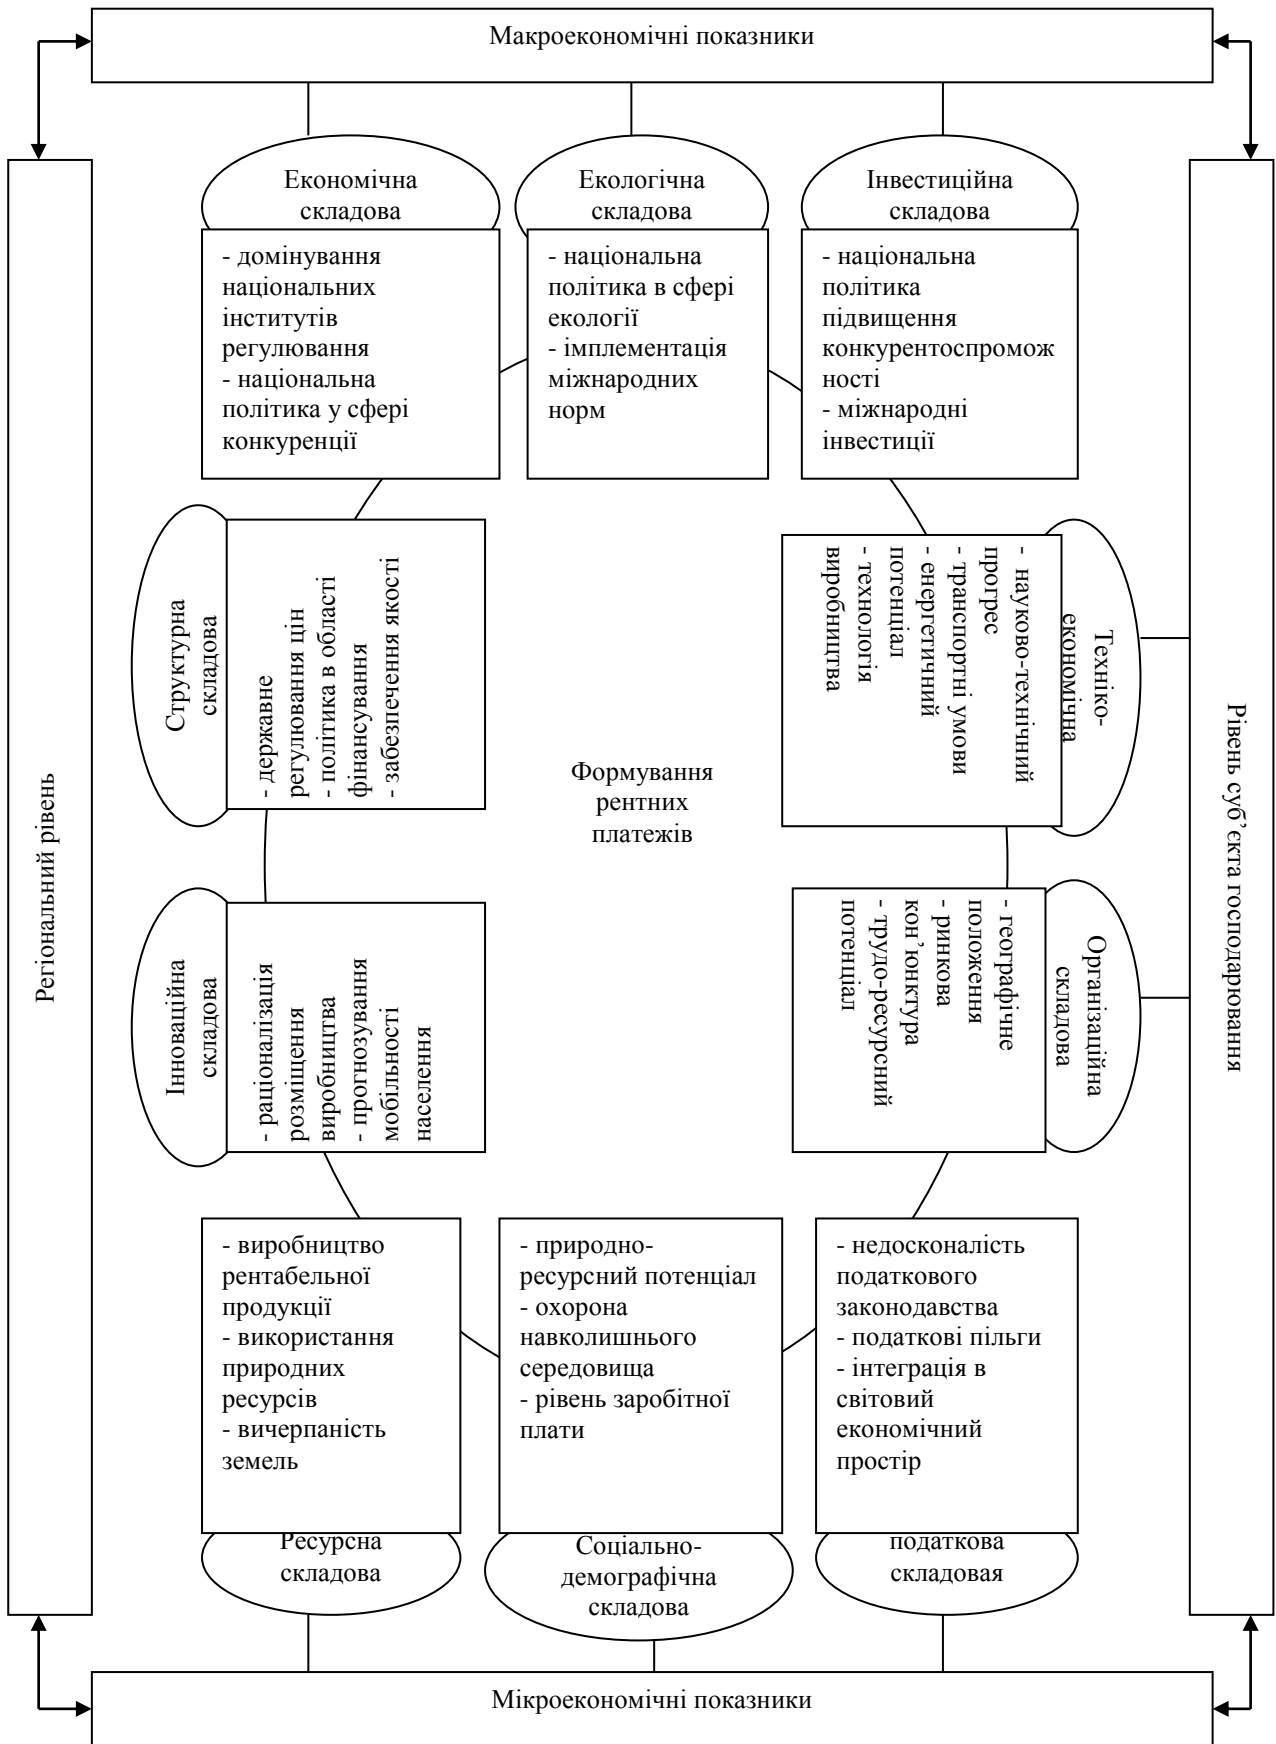 Макроекономічні показники
Економічна
складова
Екологічна
складова
Інвестиційна
складова
- домінування
національних
інститутів
регулювання
- національна
політика у сфері
конкуренції
- національна
політика в сфері
екології
- імплементація
міжнародних
норм
- національна
політика
підвищення
конкурентоспромож
ності
- міжнародні
інвестиції
Регіональний рівень
Структурна
складова
- державне
регулювання цін
- політика в області
фінансування
- забезпечення якості
Формування
рентних
платежів
- науково-технічний
прогрес
- транспортні умови
- енергетичний
потенціал
- технологія
виробництва
Техніко-
економічна
Рівень суб’єкта господарювання
Інноваційна
складова
- раціоналізація
розміщення
виробництва
- прогнозування
мобільності
населення
- географічне
положення
- ринкова
кон’юнктура
- трудо-ресурсний
потенціал
Організаційна
складова
- виробництво
рентабельної
продукції
- використання
природних
ресурсів
- вичерпаність
земель
- природно-
ресурсний потенціал
- охорона
навколишнього
середовища
- рівень заробітної
плати
- недосконалість
податкового
законодавства
- податкові пільги
- інтеграція в
світовий
економічний
простір
Ресурсна
складова
Соціально-
демографічна
складова
податкова
складовая
Мікроекономічні показники